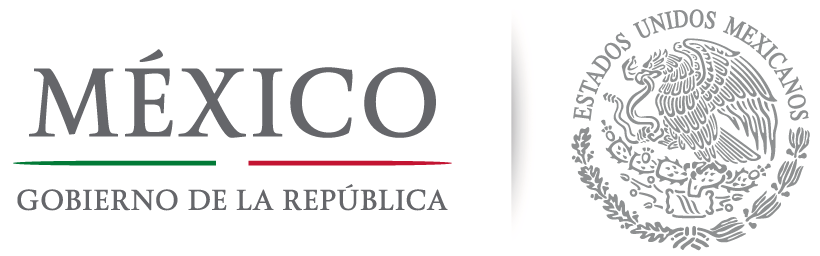 MÉXICO
GOBIERNO DE LA REPÚBLICA
ESTADOS UNIDOS MEXICANOS